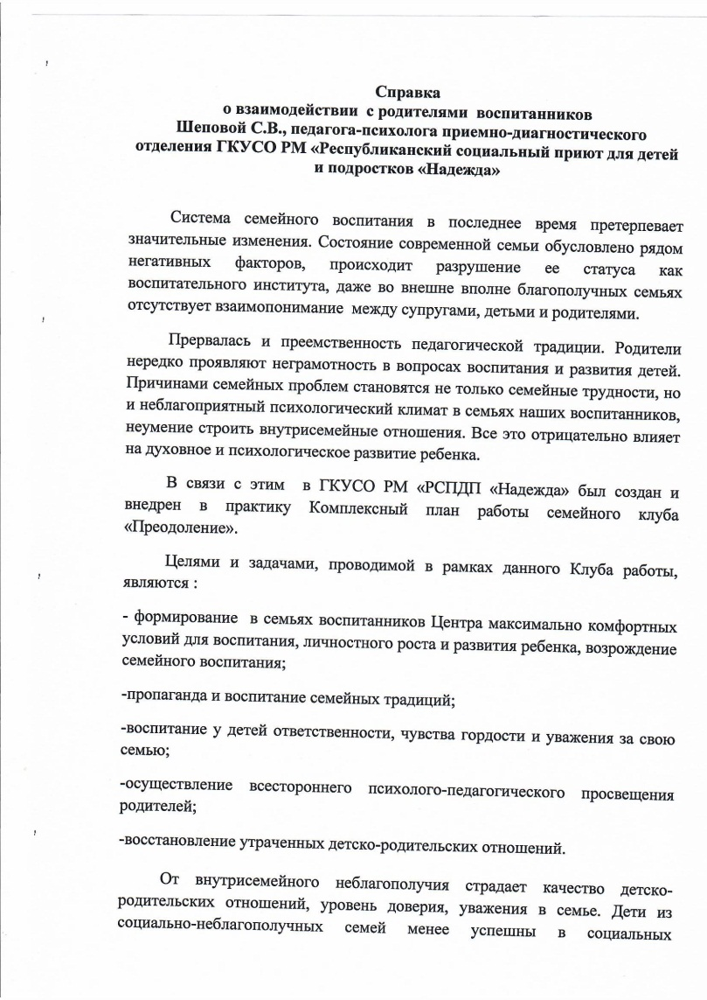 Справка
о взаимодействии с родителями воспитанников
Шеповой С.В., педагога-психолога приемно-диагностического
отделения ГКУСО РМ «Республиканский социальный приют для детей
и подростков «Надежда»
Система семейного воспитания в последнее время претерпевает
значительные изменения. Состояние современной семьи обусловлено рядом
негативных факторов, происходит разрушение ее статуса как
воспитательного института, даже во внешне вполне благополучных семьях
отсутствует взаимопонимание между супругами, детьми и родителями.
Прервалась и преемственность педагогической традиции. Родители
нередко проявляют неграмотность в вопросах воспитания и развития детей.
Причинами семейных проблем становятся не только семейные трудности, но
и неблагоприятный психологический климат в семьях наших воспитанников,
неумение строить внутрисемейные отношения. Все это отрицательно влияет
на духовное и психологическое развитие ребенка.
В связи с этим в ГКУСО РМ «РСПДП «Надежда» был создан и
внедрен в практику Комплексный план работы семейного клуба
«Преодоление».
Целями и задачами, проводимой в рамках данного Клуба работы,
являются :
- формирование в семьях воспитанников Центра максимально комфортных
условий для воспитания, личностного роста и развития ребенка, возрождение
семейного воспитания;
-пропаганда и воспитание семейных традиций;
-воспитание у детей ответственности, чувства гордости и уважения за свою
семью;
-осуществление всестороннего психолого-педагогического просвещения
родителей;
-восстановление утраченных детско-родительских отношений.
От внутрисемейного неблагополучия страдает качество детско-
родительских отношений, уровень доверия, уважения в семье. Дети из
социально-неблагополучных семей менее успешны в социальных